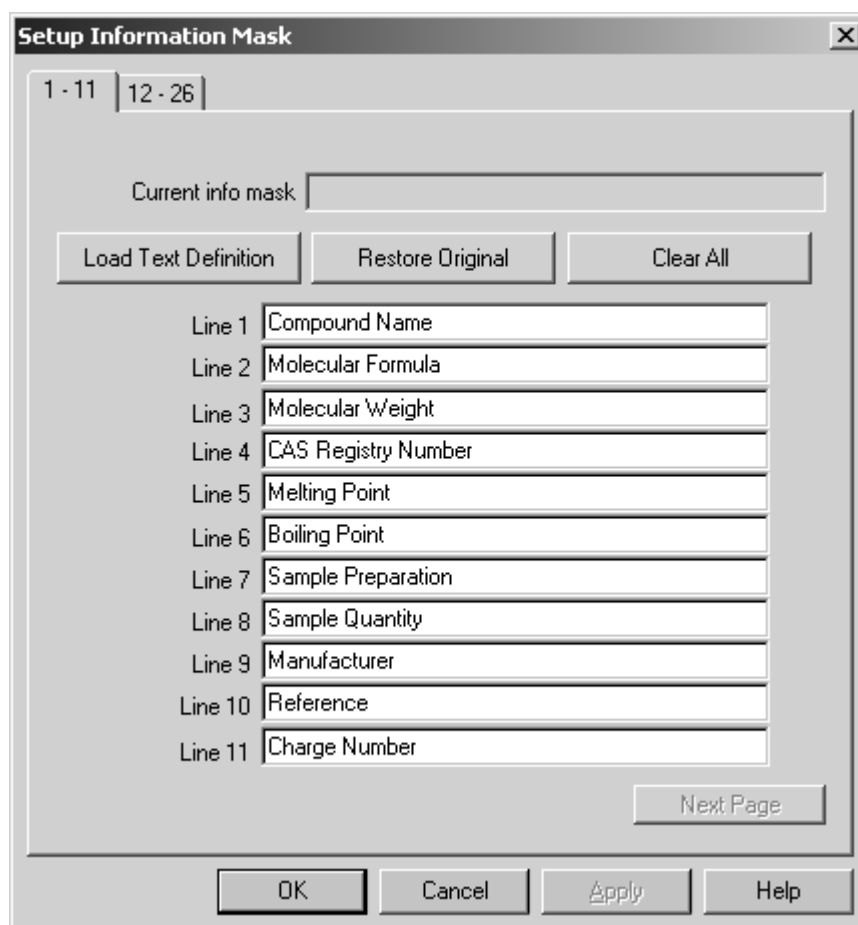 Setup Information Mask
1 - 11 12 - 26
Current info mask
Load Text Definition Restore Original Clear All
Line 1 Compound Name
Line 2 Molecular Formula
Line 3 Molecular Weight
Line 4 CAS Registry Number
Line 5 Melting Point
Line 6 Boiling Point
Line 7 Sample Preparation
Line 8 Sample Quantity
Line 9 Manufacturer
Line 10 Reference
Line 11 Charge Number
Next Page
OK Cancel Apply Help